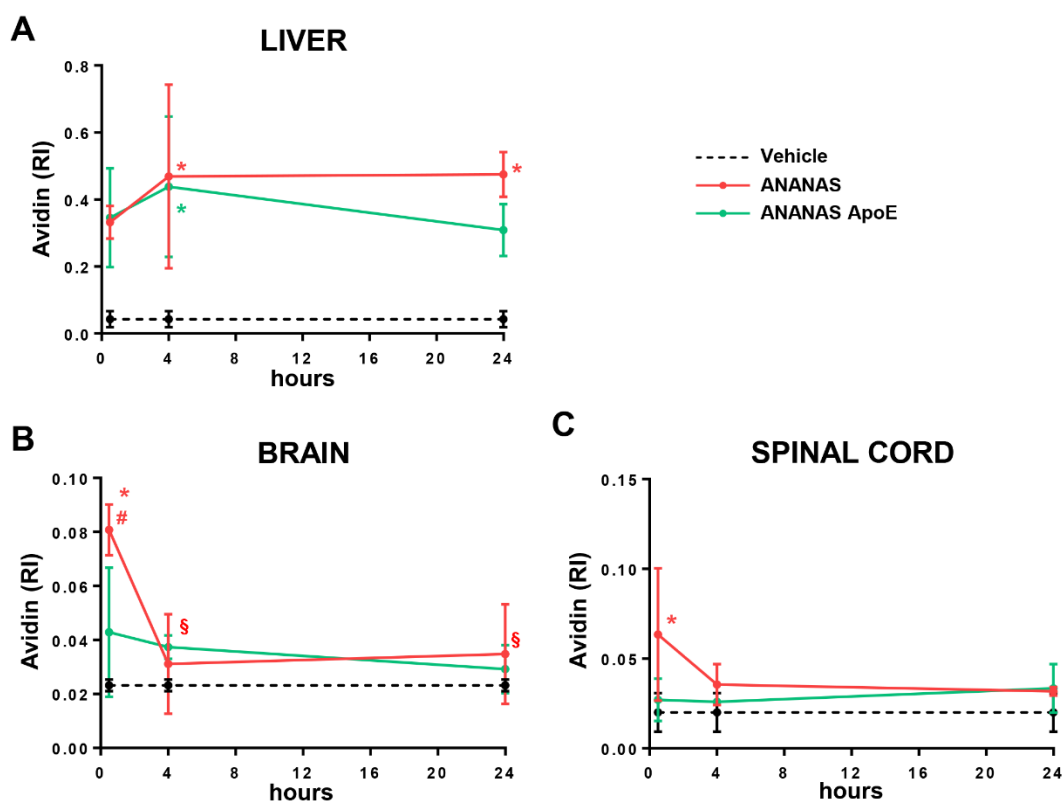 A
LIVER
0.8
0.6
0.4
0.2
0.0
Avidin (RI)
0 4 8 12 16 20 24
hours
*
*
*
Vehicle
ANANAS
ANANAS ApoE
B
BRAIN
0.10
0.08
0.06
0.04
0.02
0.00
Avidin (RI)
0 4 8 12 16 20 24
hours
*
#
§
§
C
SPINAL CORD
0.15
0.10
0.05
0.00
Avidin (RI)
0 4 8 12 16 20 24
hours
*